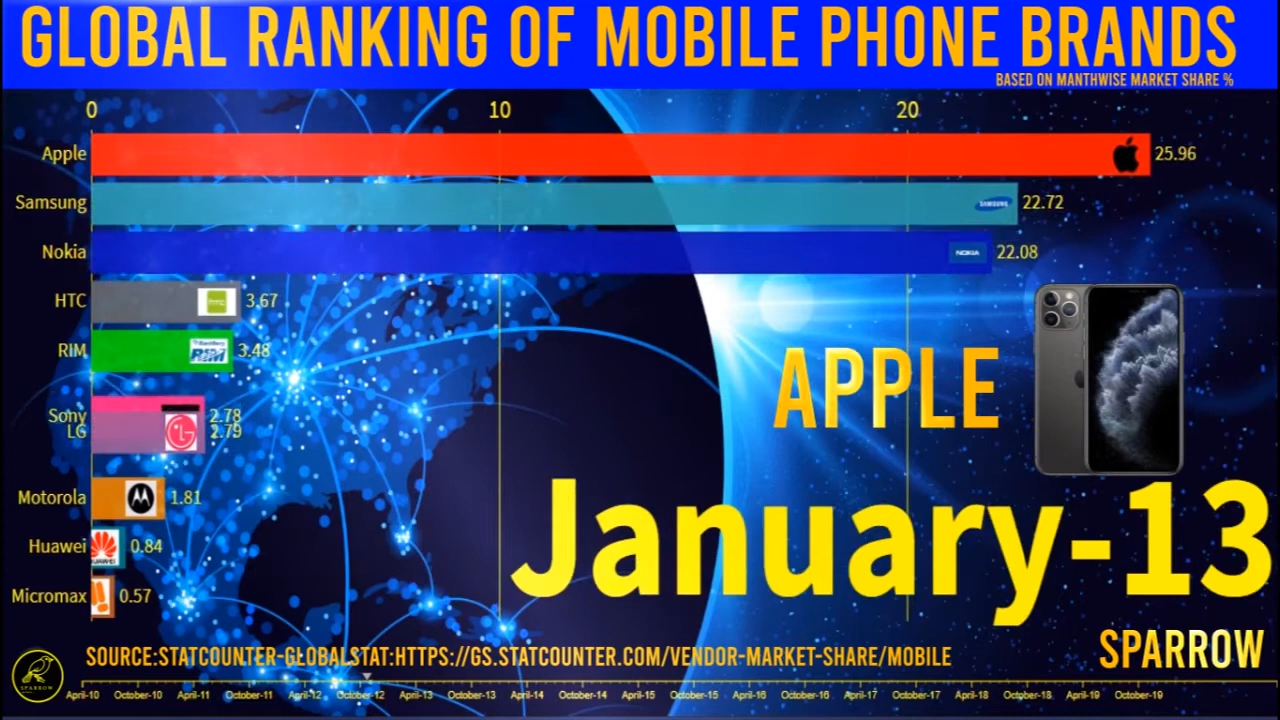 GLOBAL RANKING OF MOBILE PHONE BRANDS
BASED ON MANTHWISE MARKET SHARE %
0 10 20
Apple 25.96
Samsung SAMSUNG 22.72
Nokia NOKIA 22.08
HTC 3.67
RIM BlackBerry RIM 3.48
Sony 2.78
LG LG 2.79
Motorola 1.81
Huawei HUAWEI 0.84
Micromax 0.57
APPLE
January-13
SPARROW
SOURCE:STATCOUNTER-GLOBALSTAT:HTTPS://GS.STATCOUNTER.COM/VENDOR-MARKET-SHARE/MOBILE
SPARROW
April-10 October-10 April-11 October-11 April-12 October-12 April-13 October-13 April-14 October-14 April-15 October-15 April-16 October-16 April-17 October-17 April-18 October-18 April-19 October-19